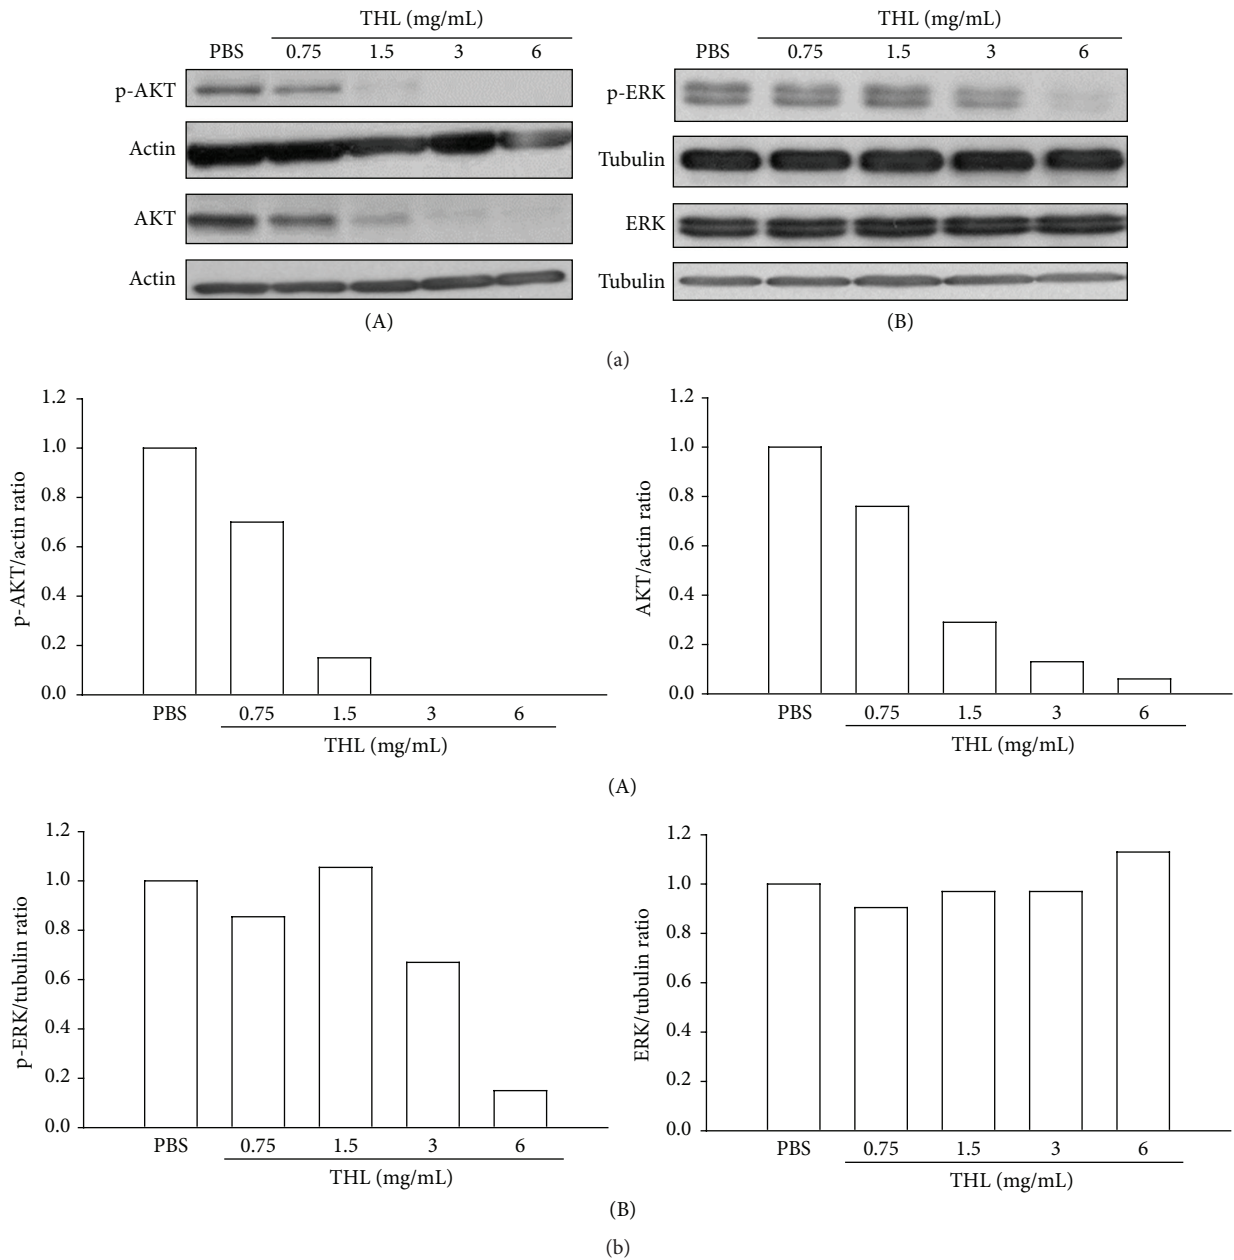 THL (mg/mL)
PBS 0.75 1.5 3 6
p-AKT
Actin
AKT
Actin
(A)
THL (mg/mL)
PBS 0.75 1.5 3 6
p-ERK
Tubulin
ERK
Tubulin
(B)
(a)
p-AKT/actin ratio
1.2
1.0
0.8
0.6
0.4
0.2
0.0
PBS 0.75 1.5 3 6
THL (mg/mL)
AKT/actin ratio
1.2
1.0
0.8
0.6
0.4
0.2
0.0
PBS 0.75 1.5 3 6
THL (mg/mL)
(A)
p-ERK/tubulin ratio
1.2
1.0
0.8
0.6
0.4
0.2
0.0
PBS 0.75 1.5 3 6
THL (mg/mL)
ERK/tubulin ratio
1.2
1.0
0.8
0.6
0.4
0.2
0.0
PBS 0.75 1.5 3 6
THL (mg/mL)
(B)
(b)